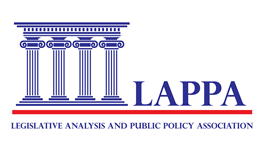 LAPPA
LEGISLATIVE ANALYSIS AND PUBLIC POLICY ASSOCIATION